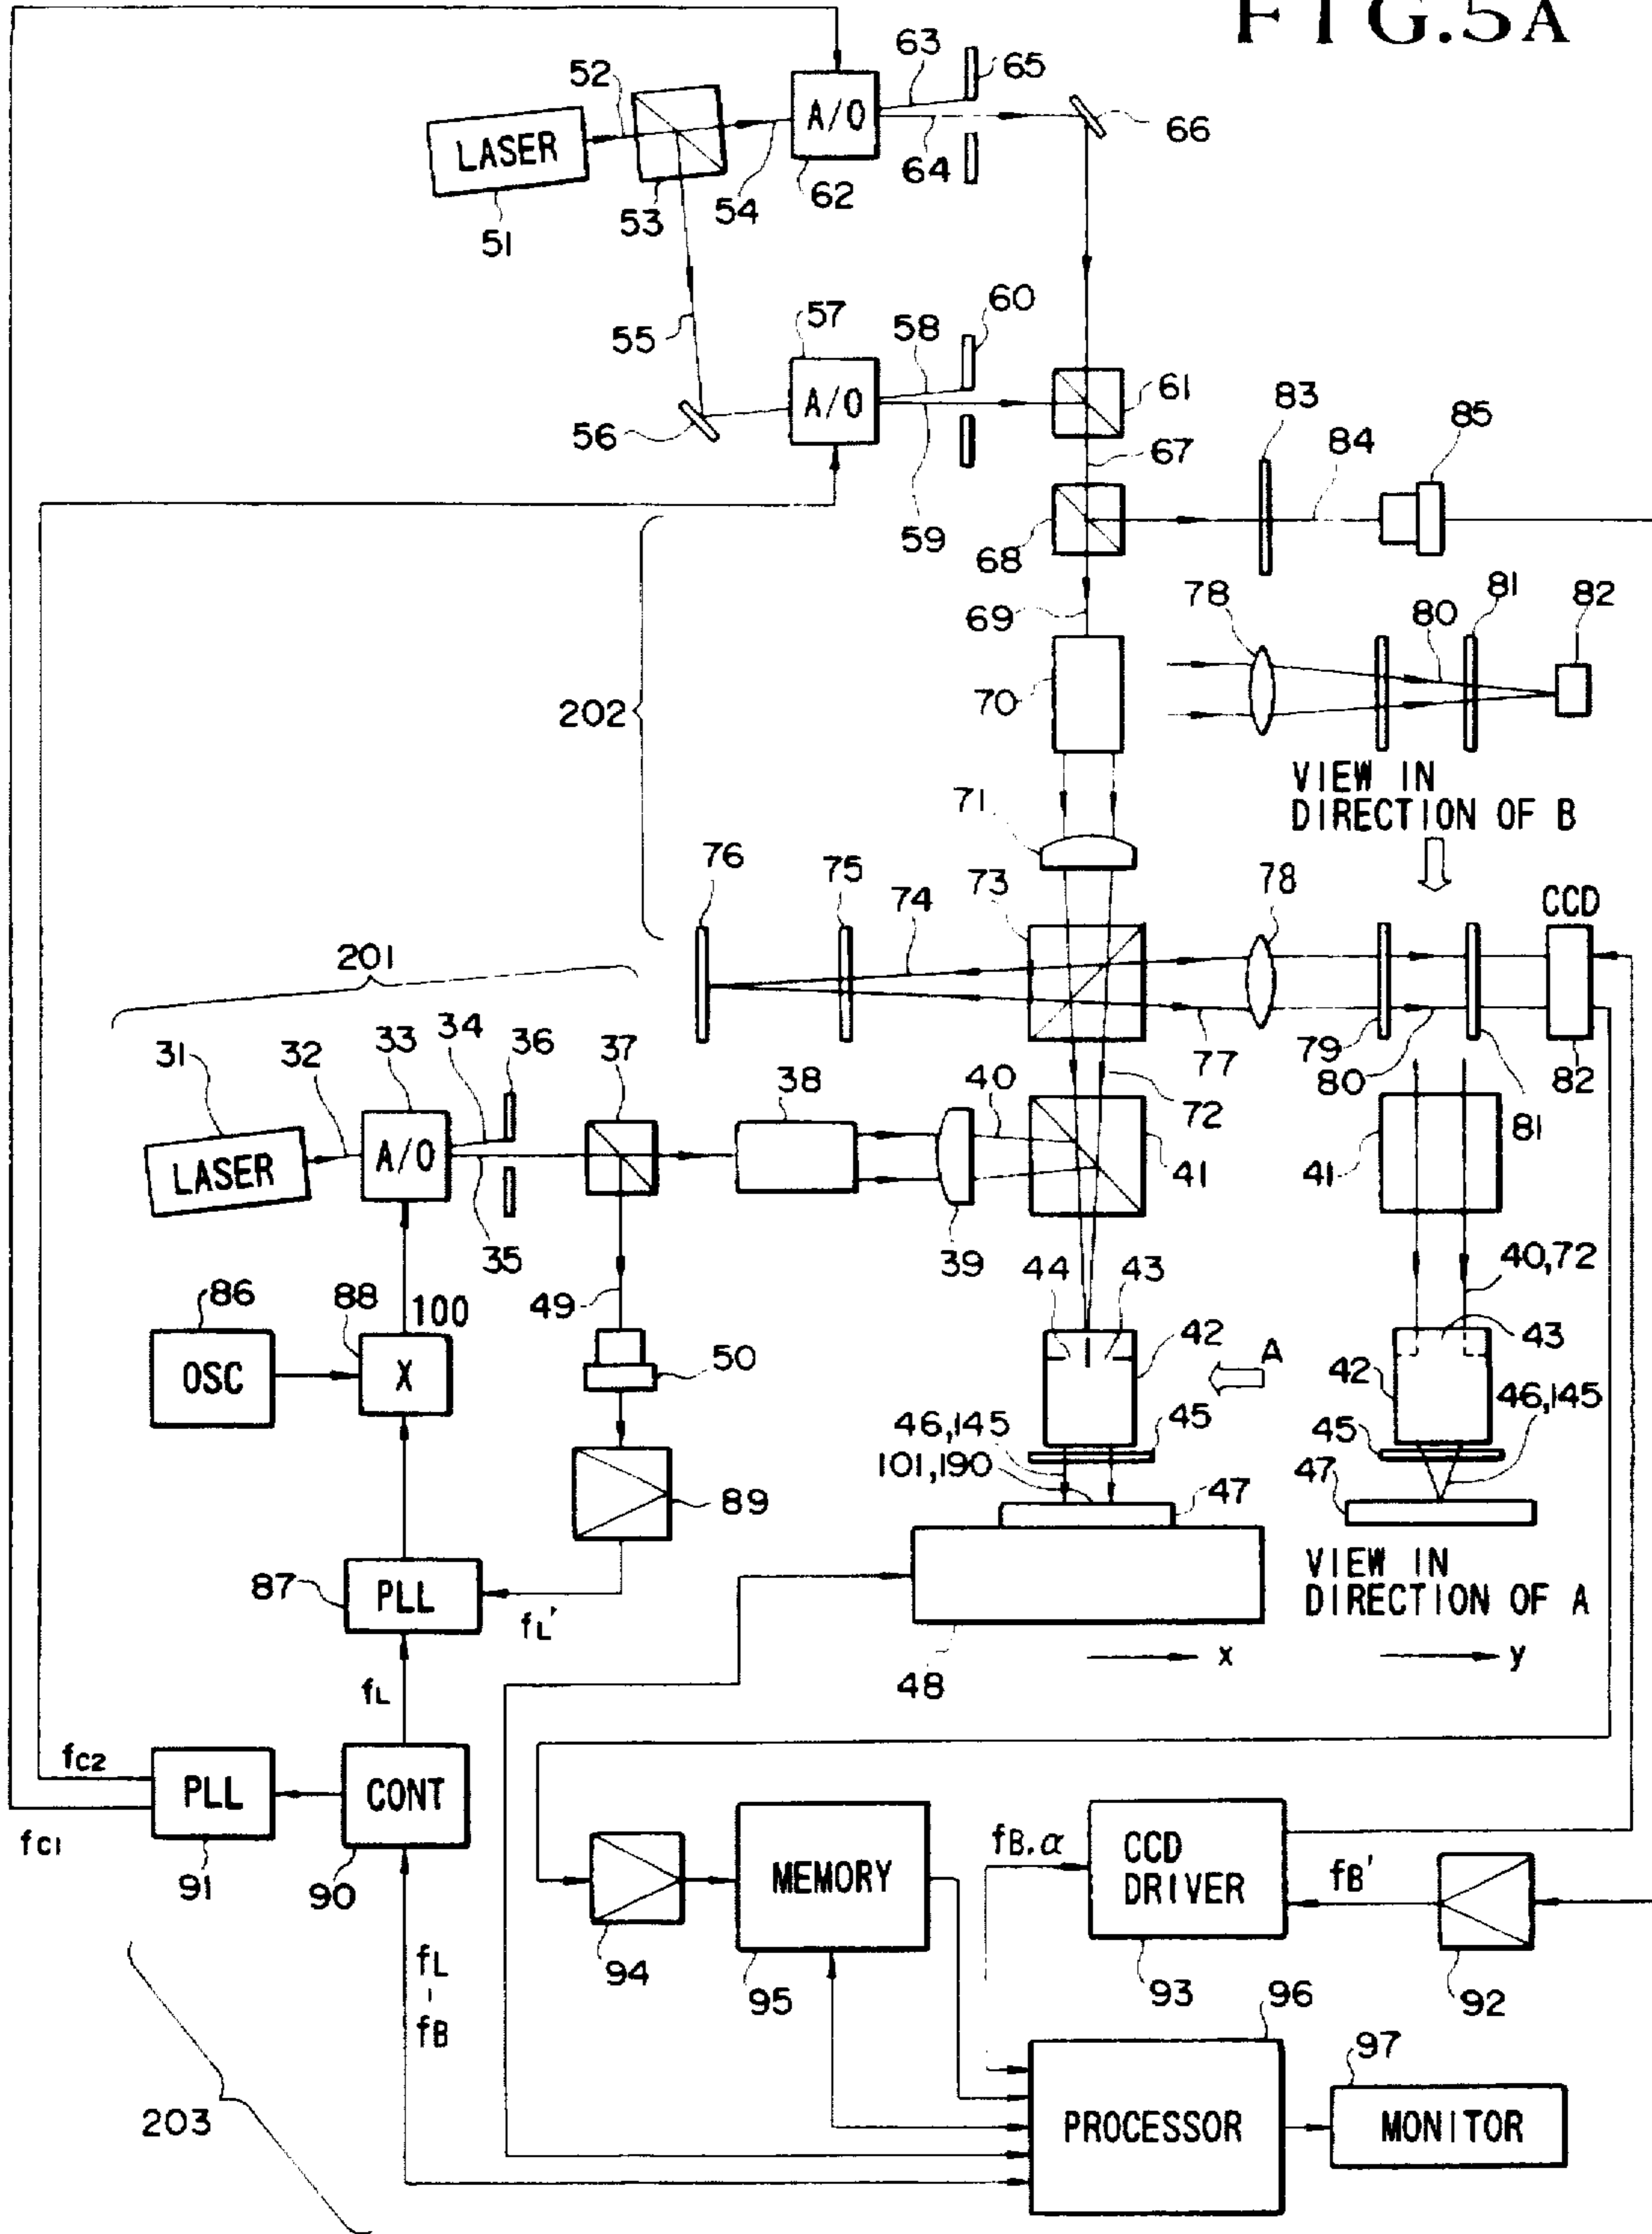 FIG.5A
63
65
52
A/O
66
LASER
64
62
54
53
51
57
58
60
55
61
83
84
85
A/O
56
67
59
68
81
78
80
82
69
70
202
VIEW IN
DIRECTION OF B
71
76
75
74
73
78
CCD
201
34
36
37
31
32
33
38
40
77
79
80
82
72
81
A/O
LASER
41
41
35
39
40,72
44
43
86
88
100
49
42
43
A
50
OSC
X
42
46,145
46,145
45
45
101,190
47
47
89
VIEW IN
DIRECTION OF A
87
PLL
fL'
x
y
48
fL
fC2
PLL
CONT
fC1
91
90
fB.α
CCD
DRIVER
fB'
MEMORY
94
95
93
92
fL
-
fB
96
97
203
PROCESSOR
MONITOR